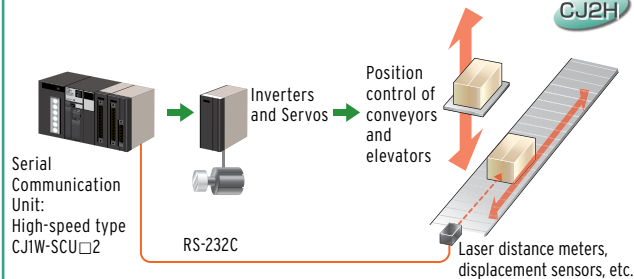 CJ2H
Inverters
and Servos
Position
control of
conveyors
and
elevators
Serial
Communication
Unit:
High-speed type
CJ1W-SCU□2
RS-232C
Laser distance meters,
displacement sensors, etc.